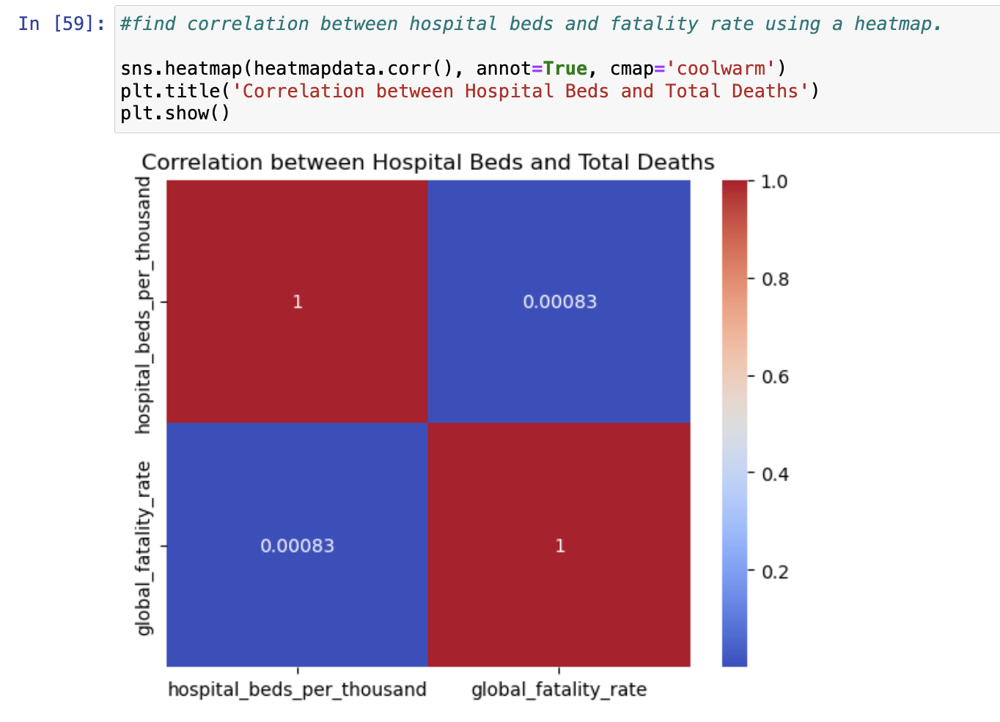 In [59]:
#find correlation between hospital beds and fatality rate using a heatmap.
sns.heatmap(heatmapdata.corr(), annot=True, cmap='coolwarm')
plt.title('Correlation between Hospital Beds and Total Deaths')
plt.show()
Correlation between Hospital Beds and Total Deaths
hospital_beds_per_thousand
global_fatality_rate
1
0.00083
0.00083
1
hospital_beds_per_thousand
global_fatality_rate
1.0
0.8
0.6
0.4
0.2